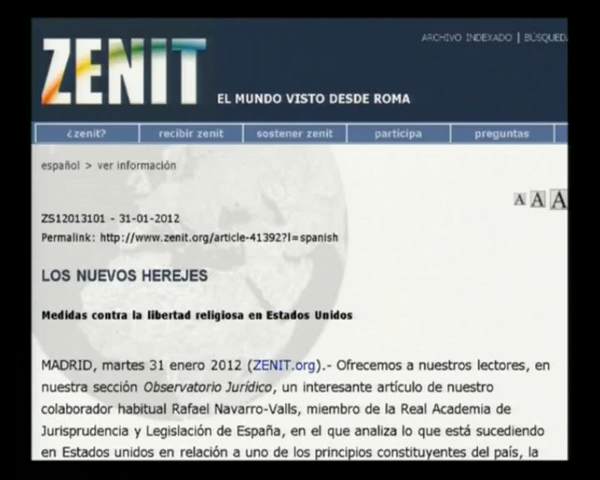 ZENIT
EL MUNDO VISTO DESDE ROMA
ARCHIVO INDEXADO | BÚSQUEDA
¿zenit?
recibir zenit
sostener zenit
participa
preguntas
español > ver información
A A A
ZS12013101 - 31-01-2012
Permalink: http://www.zenit.org/article-41392?l=spanish
LOS NUEVOS HEREJES
Medidas contra la libertad religiosa en Estados Unidos
MADRID, martes 31 enero 2012 (ZENIT.org).- Ofrecemos a nuestros lectores, en
nuestra sección Observatorio Jurídico, un interesante artículo de nuestro
colaborador habitual Rafael Navarro-Valls, miembro de la Real Academia de
Jurisprudencia y Legislación de España, en el que analiza lo que está sucediendo
en Estados unidos en relación a uno de los principios constituyentes del país, la